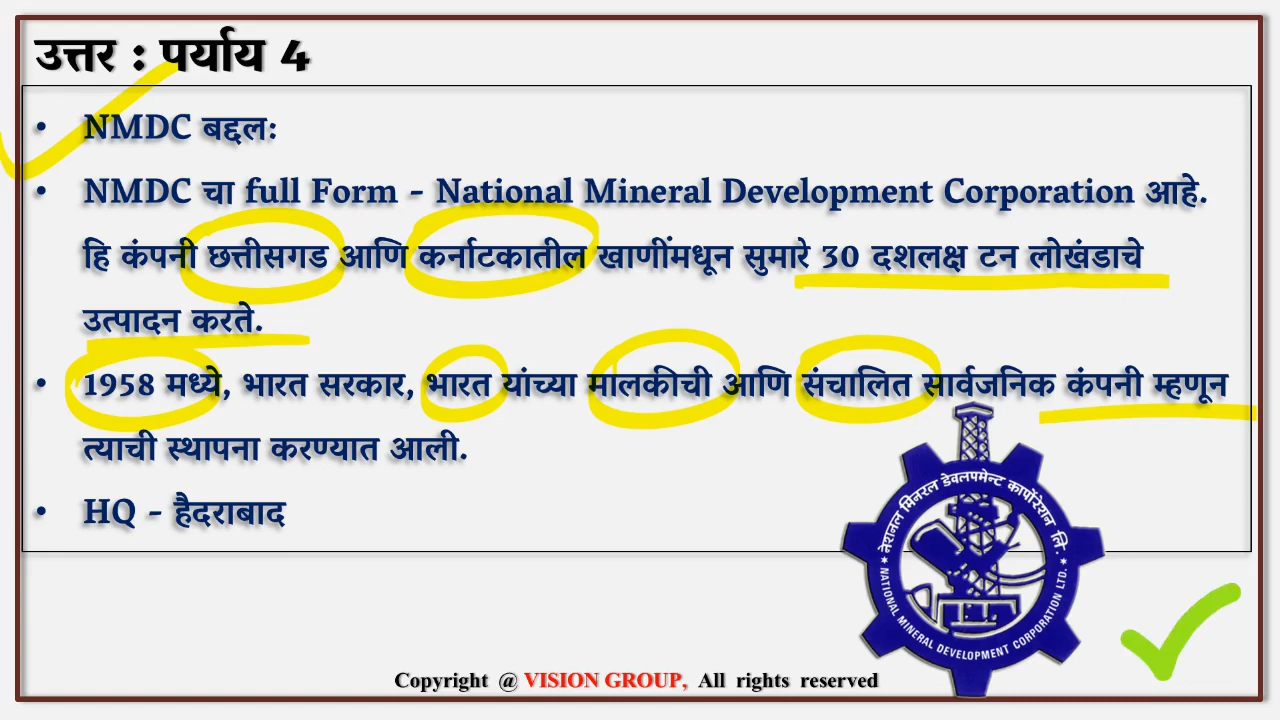 उत्तर : पर्याय 4
• NMDC बद्दल:
• NMDC चा full Form - National Mineral Development Corporation आहे.
हि कंपनी छत्तीसगड आणि कर्नाटकातील खाणींमधून सुमारे 30 दशलक्ष टन लोखंडाचे
उत्पादन करते.
• 1958 मध्ये, भारत सरकार, भारत यांच्या मालकीची आणि संचालित सार्वजनिक कंपनी म्हणून
त्याची स्थापना करण्यात आली.
• HQ - हैदराबाद
नेशनल मिनरल डेवलपमेन्ट कार्पोरेशन लि.
* NATIONAL MINERAL DEVELOPMENT CORPORATION LTD. *
Copyright @ VISION GROUP, All rights reserved